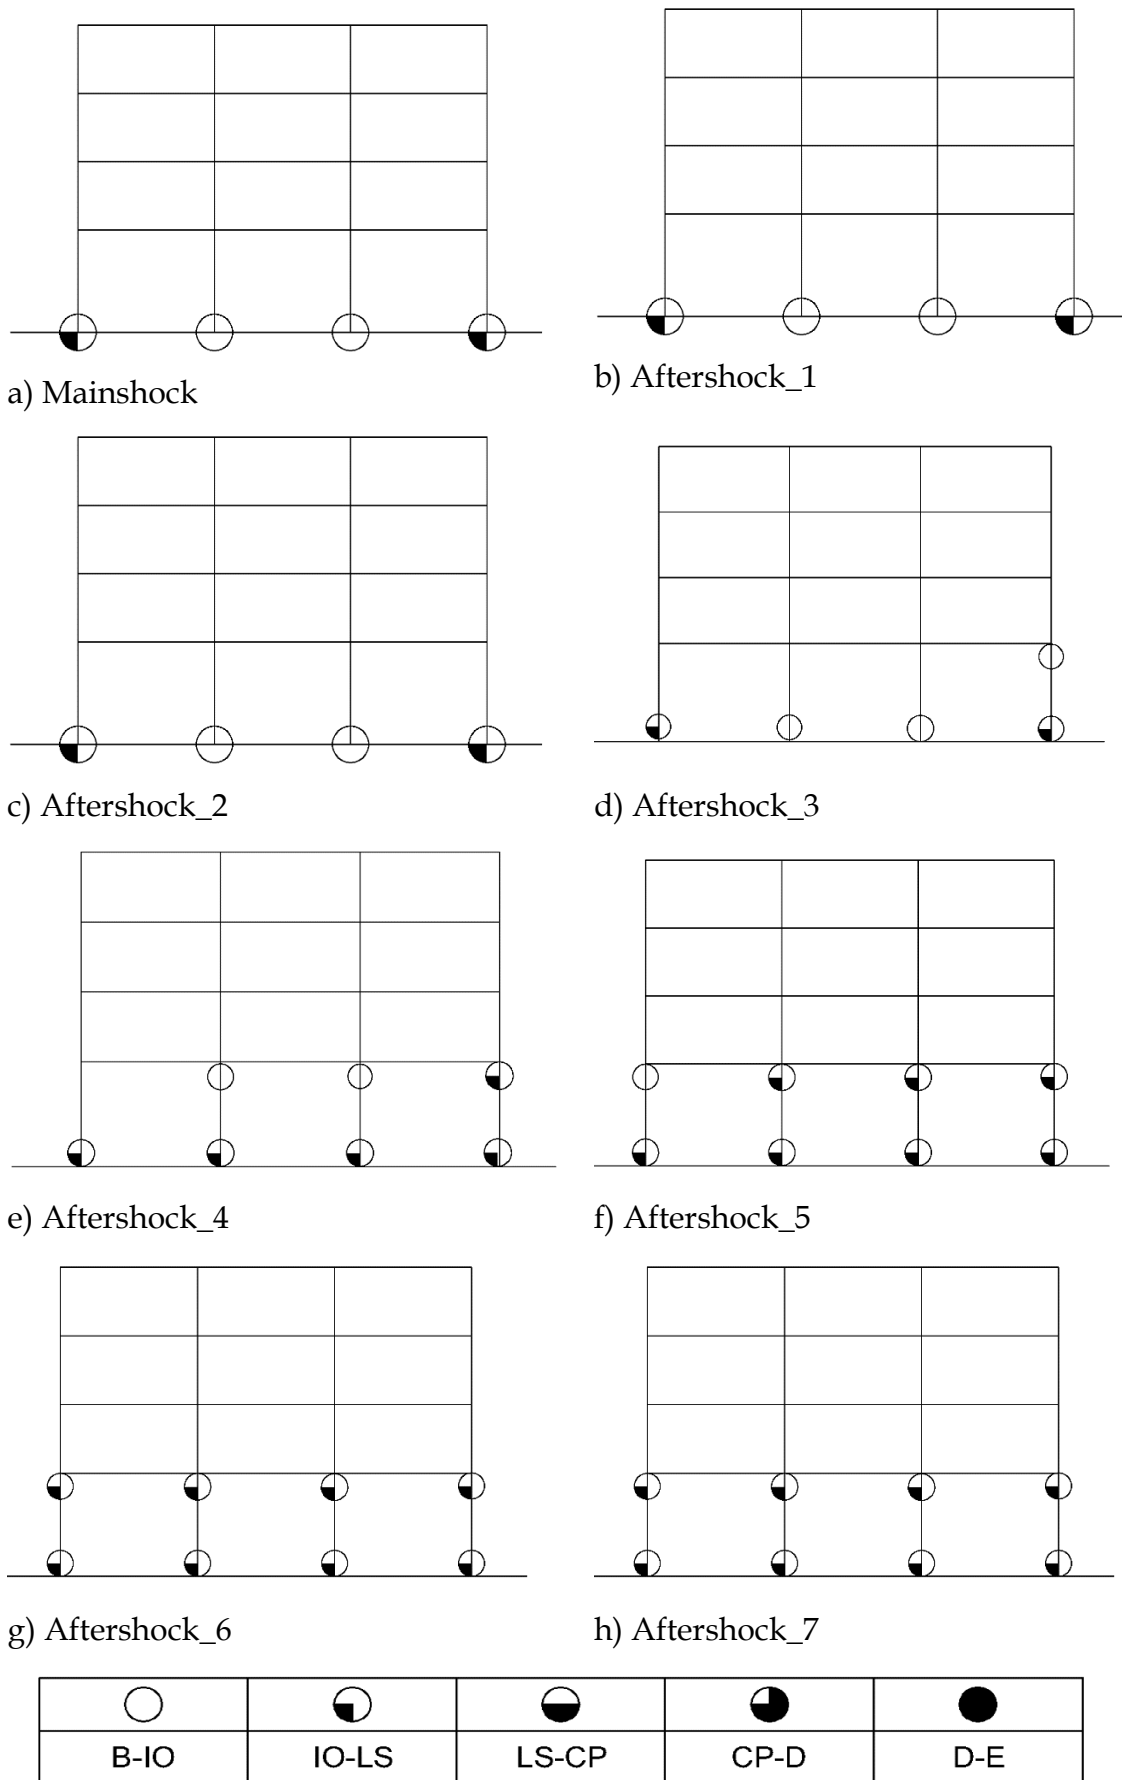 a) Mainshock
b) Aftershock_1
c) Aftershock_2
d) Aftershock_3
e) Aftershock_4
f) Aftershock_5
g) Aftershock_6
h) Aftershock_7
B-IO IO-LS LS-CP CP-D D-E